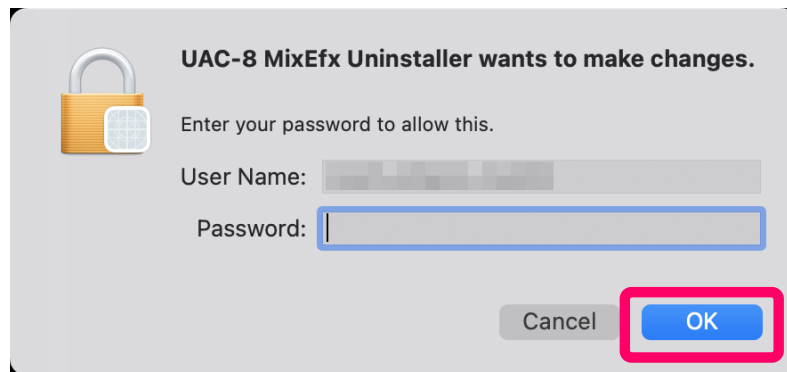 UAC-8 MixEfx Uninstaller wants to make changes.
Enter your password to allow this.
User Name:
Password:
Cancel
OK